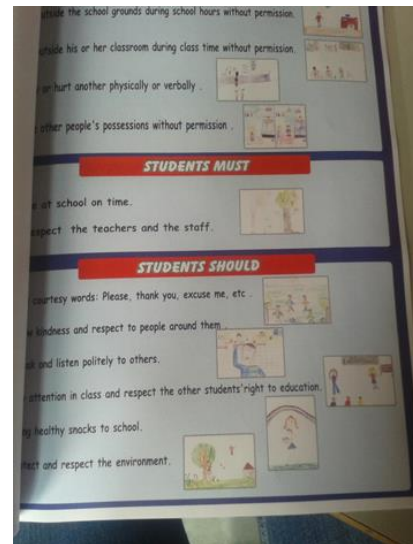 the school grounds during school hours without permission.
his or her classroom during class time without permission.
or hurt another physically or verbally .
other people's possessions without permission .
STUDENTS MUST
at school on time.
the teachers and the staff.
STUDENTS SHOULD
courtesy words: Please, thank you, excuse me, etc .
kindness and respect to people around them .
and listen politely to others.
attention in class and respect the other students'right to education.
healthy snacks to school.
and respect the environment.